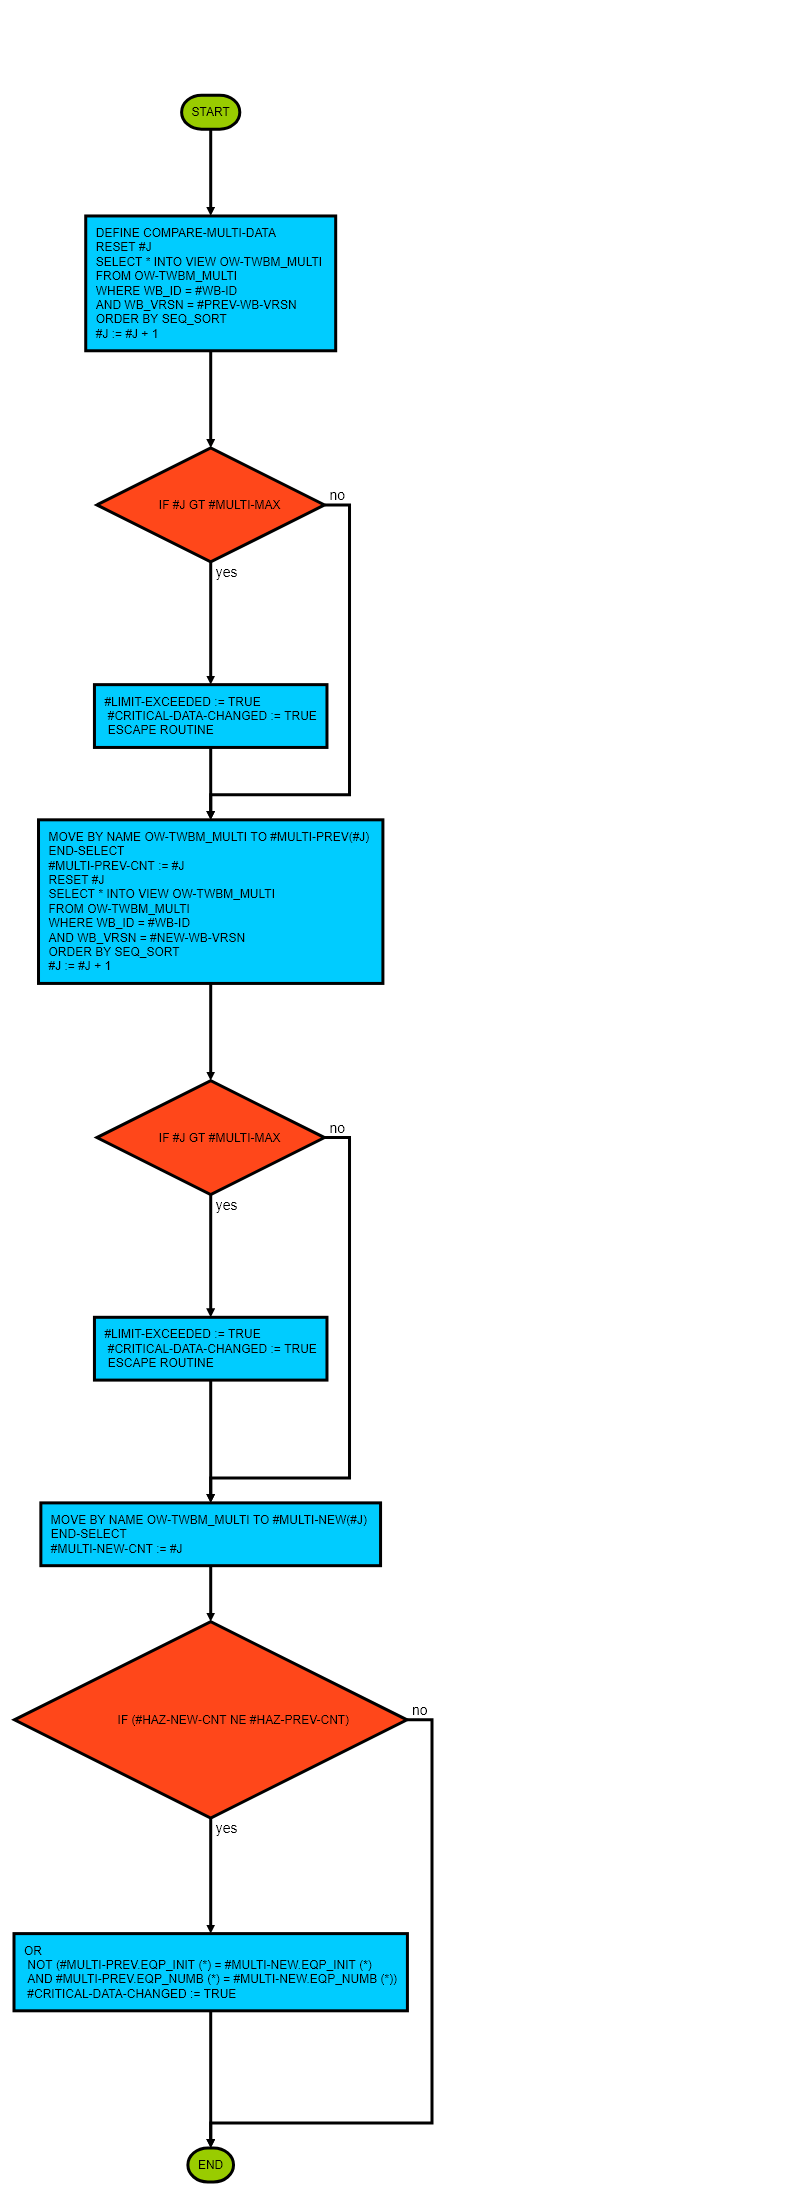 START
DEFINE COMPARE-MULTI-DATA
RESET #J
SELECT * INTO VIEW OW-TWBM_MULTI
FROM OW-TWBM_MULTI
WHERE WB_ID = #WB-ID
AND WB_VRSN = #PREV-WB-VRSN
ORDER BY SEQ_SORT
#J := #J + 1
IF #J GT #MULTI-MAX
no
yes
#LIMIT-EXCEEDED := TRUE
#CRITICAL-DATA-CHANGED := TRUE
ESCAPE ROUTINE
MOVE BY NAME OW-TWBM_MULTI TO #MULTI-PREV(#J)
END-SELECT
#MULTI-PREV-CNT := #J
RESET #J
SELECT * INTO VIEW OW-TWBM_MULTI
FROM OW-TWBM_MULTI
WHERE WB_ID = #WB-ID
AND WB_VRSN = #NEW-WB-VRSN
ORDER BY SEQ_SORT
#J := #J + 1
IF #J GT #MULTI-MAX
no
yes
#LIMIT-EXCEEDED := TRUE
#CRITICAL-DATA-CHANGED := TRUE
ESCAPE ROUTINE
MOVE BY NAME OW-TWBM_MULTI TO #MULTI-NEW(#J)
END-SELECT
#MULTI-NEW-CNT := #J
IF (#HAZ-NEW-CNT NE #HAZ-PREV-CNT)
no
yes
OR
NOT (#MULTI-PREV.EQP_INIT (*) = #MULTI-NEW.EQP_INIT (*)
AND #MULTI-PREV.EQP_NUMB (*) = #MULTI-NEW.EQP_NUMB (*))
#CRITICAL-DATA-CHANGED := TRUE
END